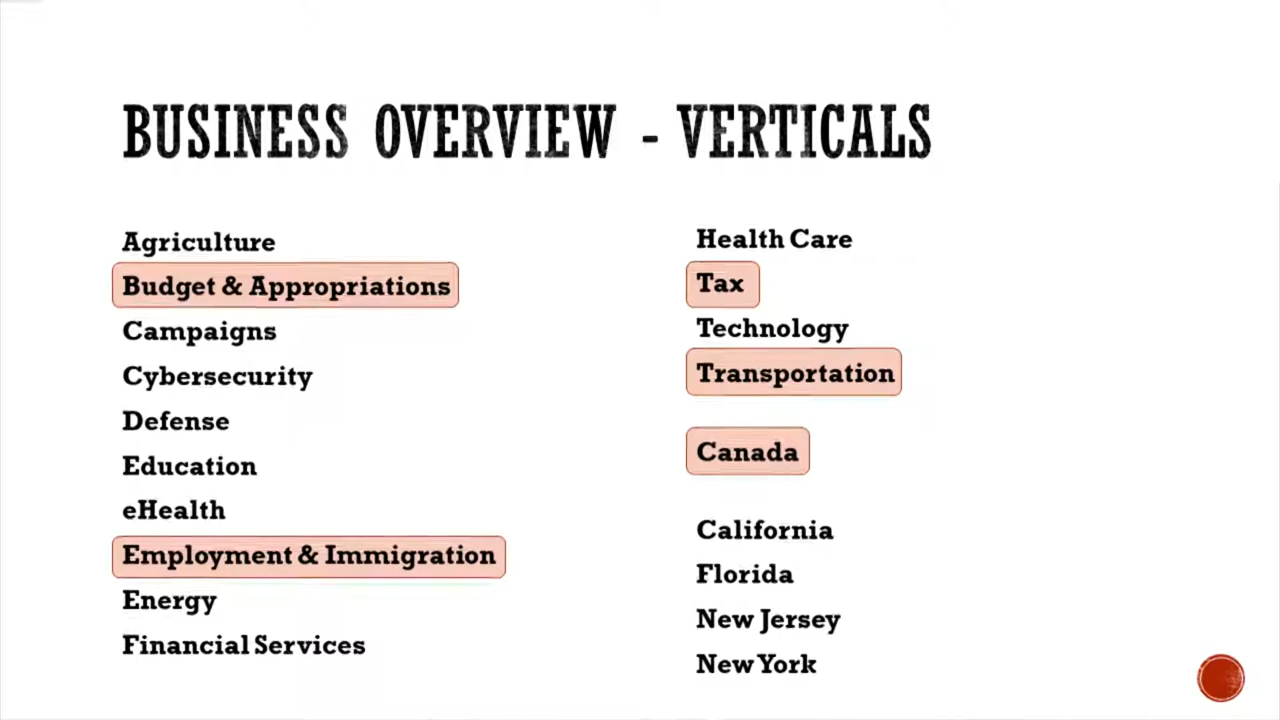 BUSINESS OVERVIEW - VERTICALS
Agriculture
Budget & Appropriations
Campaigns
Cybersecurity
Defense
Education
eHealth
Employment & Immigration
Energy
Financial Services
Health Care
Tax
Technology
Transportation
Canada
California
Florida
New Jersey
New York